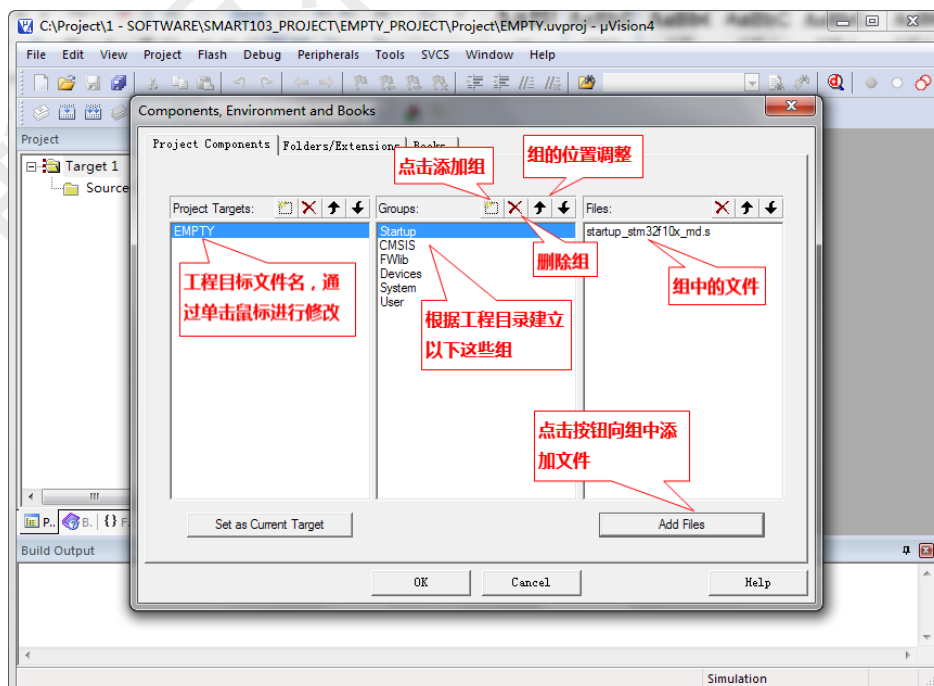 C:\Project\1 - SOFTWARE\SMART103_PROJECT\EMPTY_PROJECT\Project\EMPTY.uvproj - µVision4
File Edit View Project Flash Debug Peripherals Tools SVCS Window Help
Components, Environment and Books
Project
Project Components Folders/Extensions Books
Target 1
Source
点击添加组
组的位置调整
Project Targets:
Groups:
Files:
EMPTY
Startup
CMSIS
FWlib
Devices
System
User
startup_stm32f10x_md.s
删除组
工程目标文件名，通
过单击鼠标进行修改
组中的文件
根据工程目录建立
以下这些组
点击按钮向组中添
加文件
P.. B. {} F
Set as Current Target
Add Files
Build Output
OK
Cancel
Help
Simulation